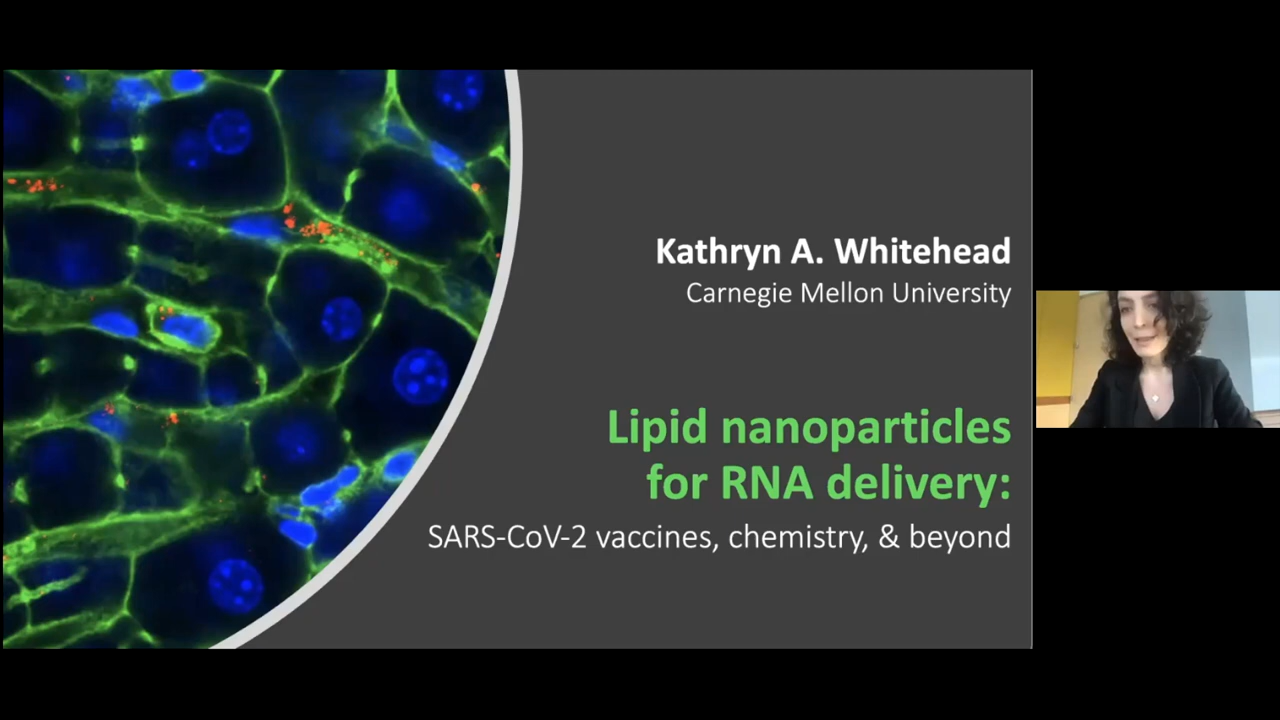 Kathryn A. Whitehead
Carnegie Mellon University
Lipid nanoparticles
for RNA delivery:
SARS-CoV-2 vaccines, chemistry, & beyond